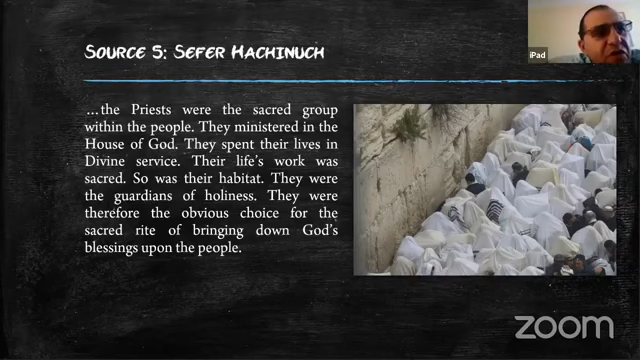 iPad
Source 5: Sefer Hachinuch
...the Priests were the sacred group
within the people. They ministered in the
House of God. They spent their lives in
Divine service. Their life's work was
sacred. So was their habitat. They were
the guardians of holiness. They were
therefore the obvious choice for the
sacred rite of bringing down God's
blessings upon the people.
zoom